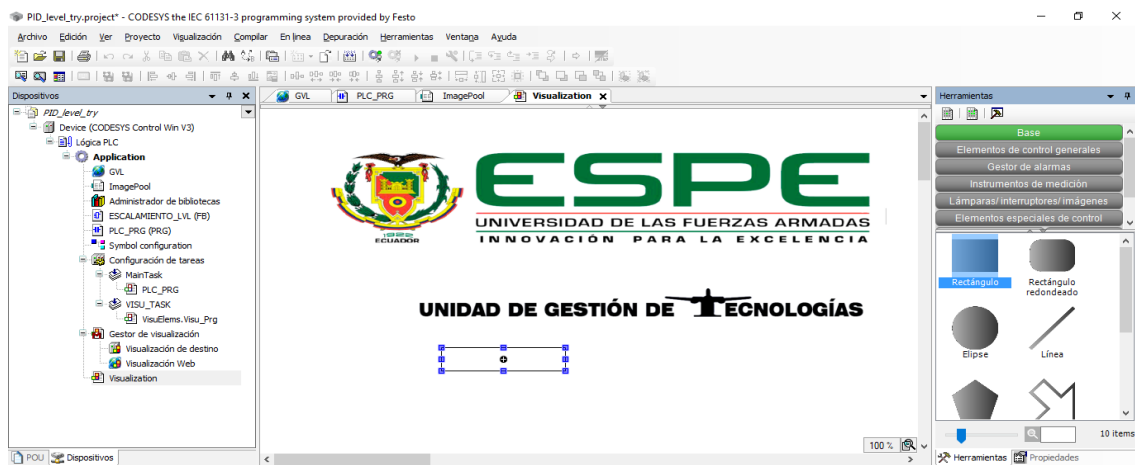 PID_level_try.project* - CODESYS the IEC 61131-3 programming system provided by Festo
Archivo Edición Ver Proyecto Vigualización Compilar En línea Depuración Herramientas Ventana Ayuda
Dispositivos
PID_level_try
Device (CODESYS Control Win V3)
Lógica PLC
Application
GVL
ImagePool
Administrador de bibliotecas
ESCALAMIENTO_LVL (FB)
PLC_PRG (PRG)
Symbol configuration
Configuración de tareas
MainTask
PLC_PRG
VISU_TASK
VisuElems.Visu_Prg
Gestor de visualización
Visualización de destino
Visualización Web
Visualization
POU Dispositivos
GVL PLC_PRG ImagePool Visualization
ESPE
UNIVERSIDAD DE LAS FUERZAS ARMADAS
INNOVACIÓN PARA LA EXCELENCIA
1922
ECUADOR
UNIDAD DE GESTIÓN DE TECNOLOGÍAS
100 %
Herramientas
Base
Elementos de control generales
Gestor de alarmas
Instrumentos de medición
Lámparas/interruptores/imágenes
Elementos especiales de control
Rectángulo
Rectángulo
redondeado
Elipse
Línea
10 items
Herramientas Propiedades